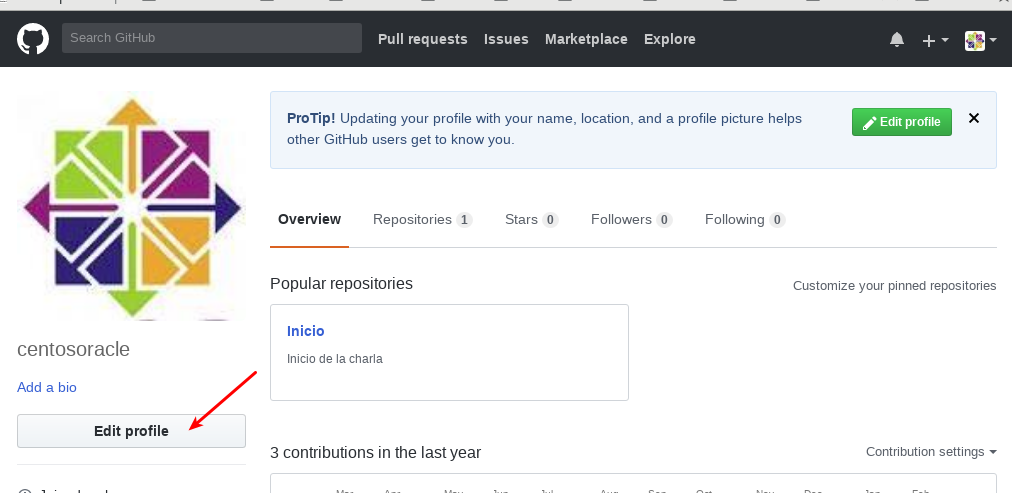 Search GitHub
Pull requests Issues Marketplace Explore
ProTip! Updating your profile with your name, location, and a profile picture helps
other GitHub users get to know you.
Edit profile
Overview Repositories 1 Stars 0 Followers 0 Following 0
centosoracle
Add a bio
Edit profile
Popular repositories
Customize your pinned repositories
Inicio
Inicio de la charla
3 contributions in the last year
Contribution settings